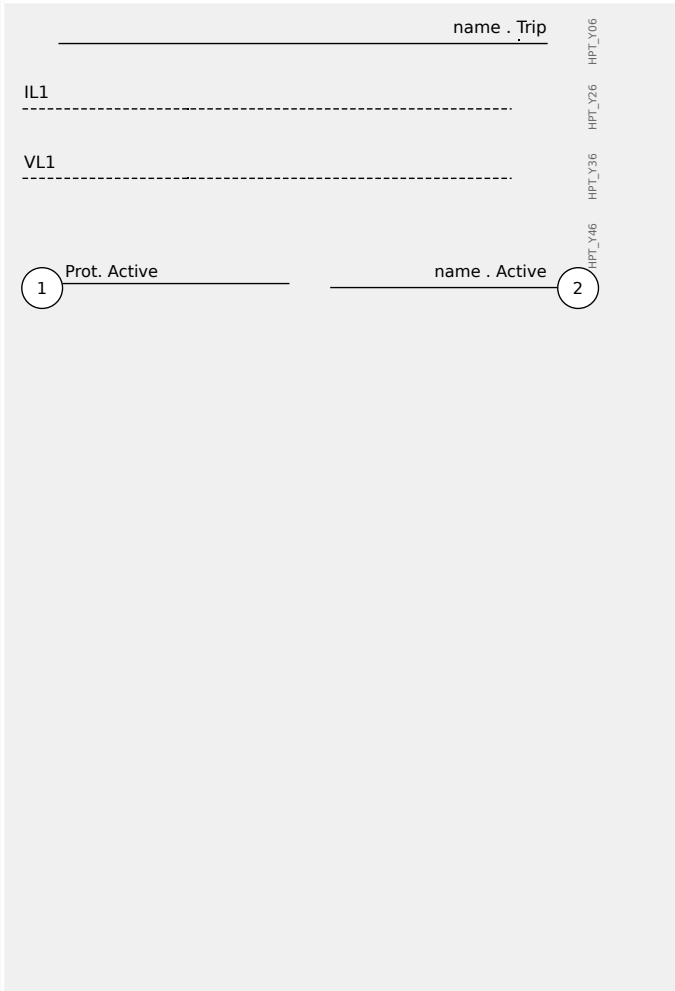 name . Trip
HPT_Y06
IL1
HPT_Y26
VL1
HPT_Y36
HPT_Y46
Prot. Active
name . Active
1
2